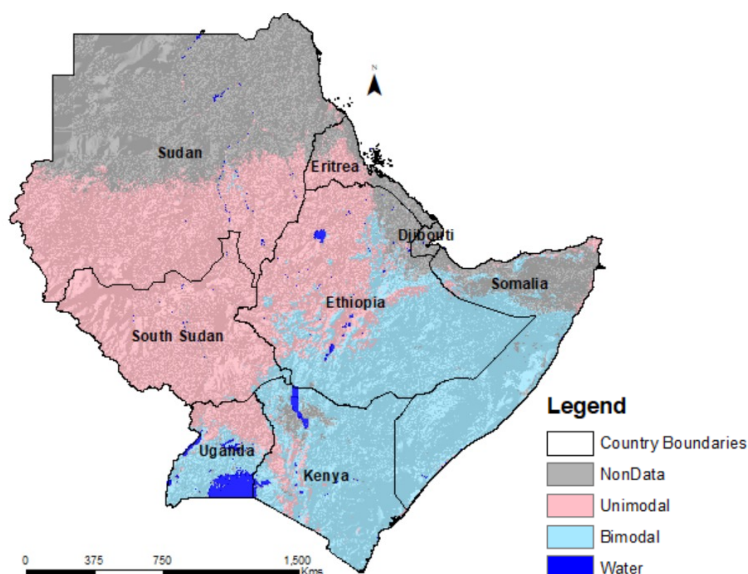 N
Sudan
Eritrea
Djibouti
Somalia
Ethiopia
South Sudan
Uganda
Kenya
Legend
Country Boundaries
NonData
Unimodal
Bimodal
Water
0 375 750 1,500
Kms